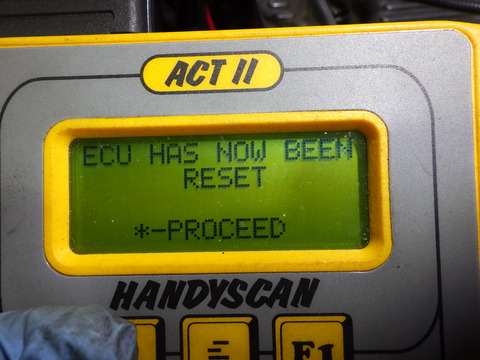 ACT II
ECU HAS NOW BEEN
RESET
*-PROCEED
HANDYSCAN
F1